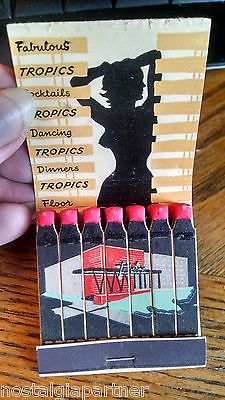 Fabulous
TROPICS
Cocktails
TROPICS
Dancing
TROPICS
Dinners
TROPICS
Floor
nostalgiapartner